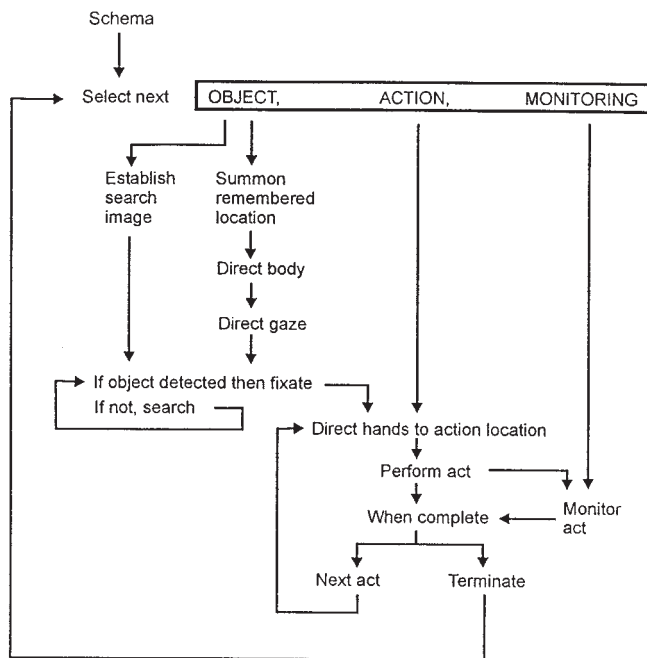 Schema
Select next OBJECT, ACTION, MONITORING
Establish
search
image
Summon
remembered
location
Direct body
Direct gaze
If object detected then fixate
If not, search
Direct hands to action location
Perform act
When complete
Monitor
act
Next act
Terminate